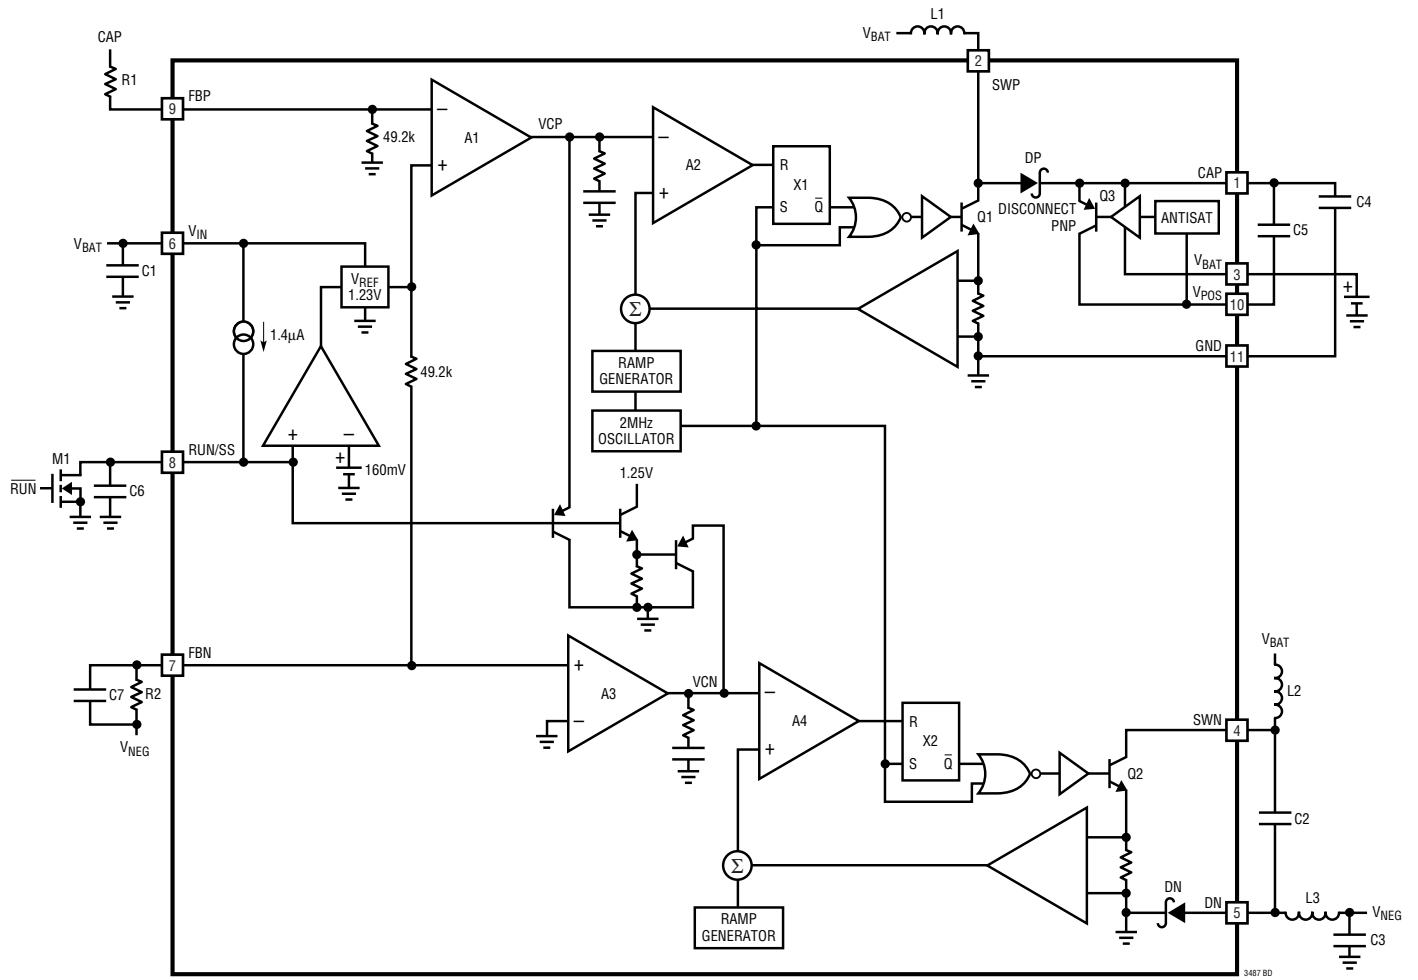 L1
VBAT
2
SWP
CAP
R1
9
FBP
49.2k
−
+
A1
VCP
−
+
A2
R
X1
S
Q̅
DP
Q1
DISCONNECT
PNP
Q3
ANTISAT
CAP
1
C4
C5
VBAT
3
+
VPOS
10
GND
11
VBAT
6
VIN
C1
VREF
1.23V
1.4µA
49.2k
Σ
RAMP
GENERATOR
2MHz
OSCILLATOR
+
−
+
160mV
RUN/SS
8
M1
R̅U̅N̅
C6
1.25V
7
FBN
C7
R2
VNEG
+
−
A3
VCN
−
+
A4
R
X2
S
Q̅
Q2
VBAT
L2
SWN
4
C2
Σ
RAMP
GENERATOR
DN
DN
5
L3
VNEG
C3
3487 BD